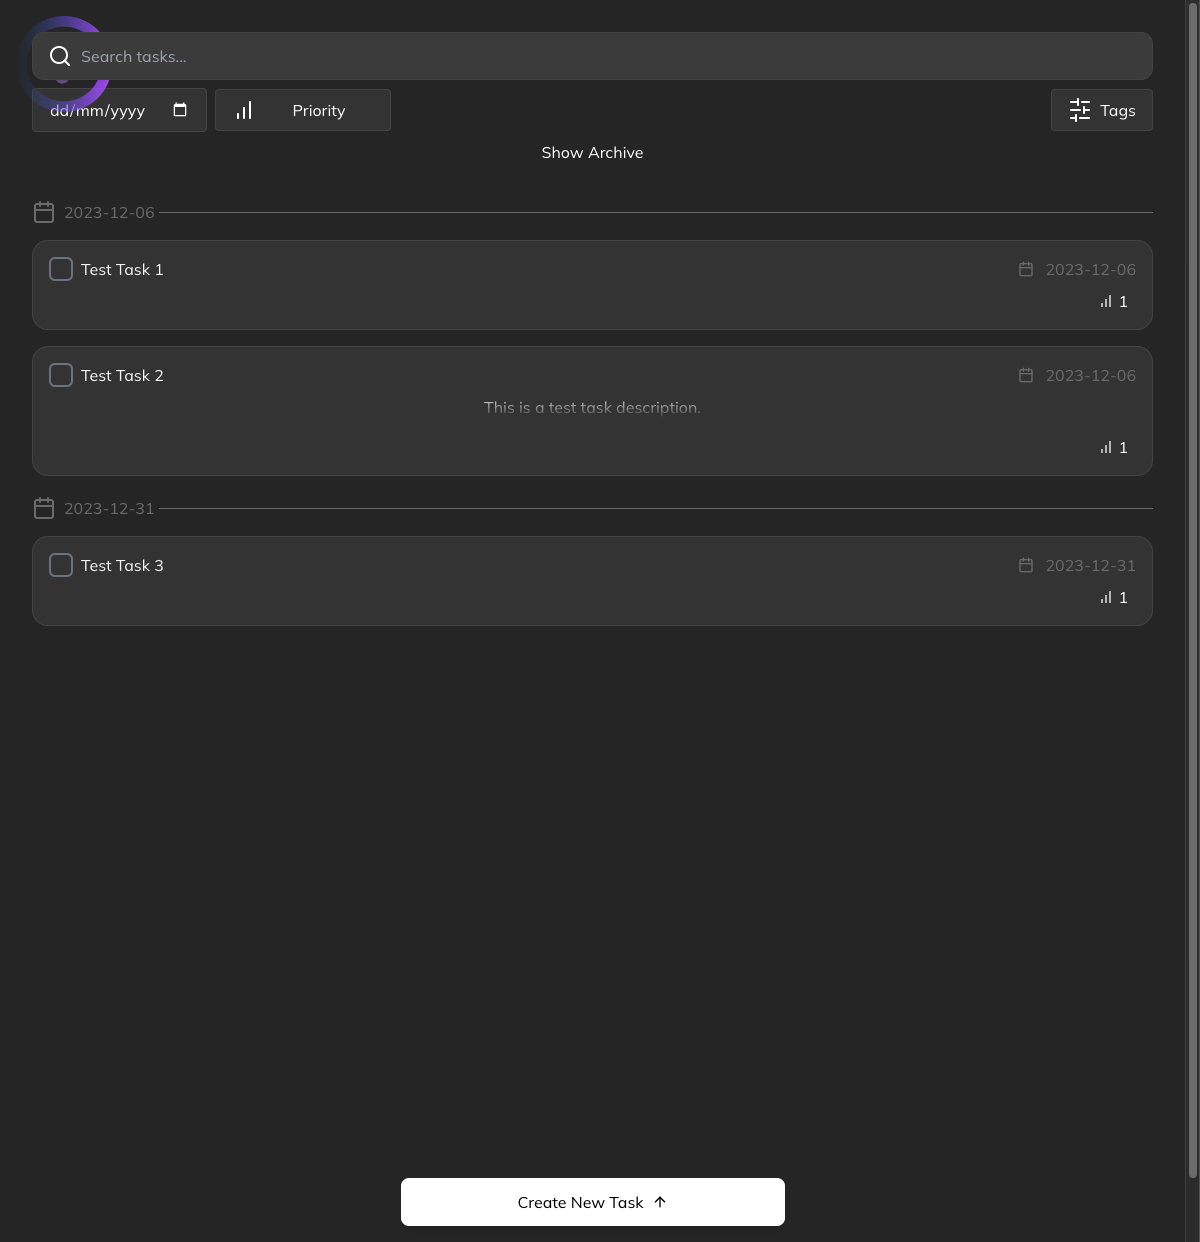 Search tasks...
dd/mm/yyyy Priority Tags
Show Archive
2023-12-06
Test Task 1 2023-12-06
1
Test Task 2 2023-12-06
This is a test task description.
1
2023-12-31
Test Task 3 2023-12-31
1
Create New Task